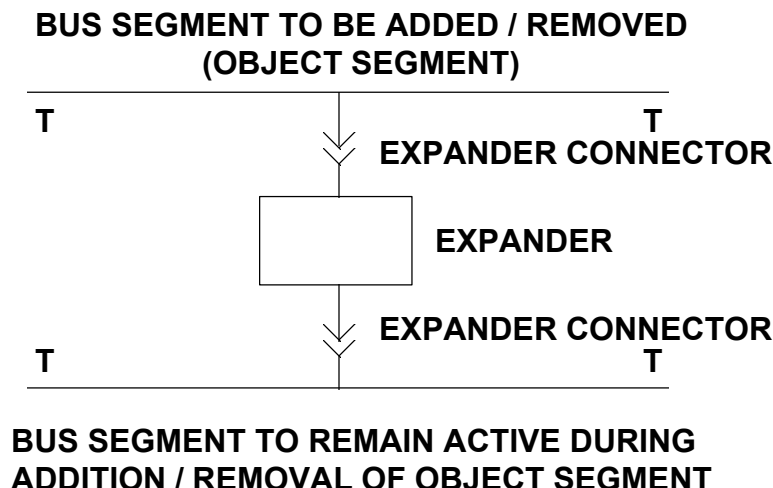 BUS SEGMENT TO BE ADDED / REMOVED
(OBJECT SEGMENT)
T
T
EXPANDER CONNECTOR
EXPANDER
EXPANDER CONNECTOR
T
T
BUS SEGMENT TO REMAIN ACTIVE DURING
ADDITION / REMOVAL OF OBJECT SEGMENT